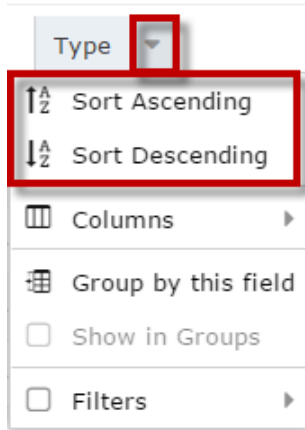 Type
Sort Ascending
Sort Descending
Columns
Group by this field
Show in Groups
Filters